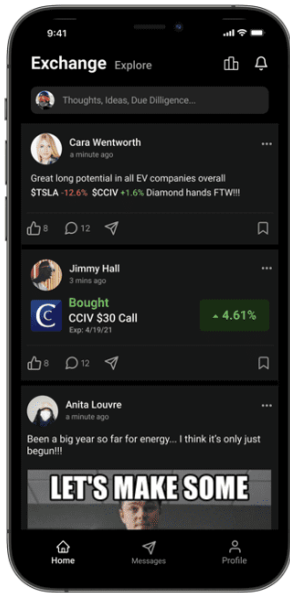 9:41
Exchange Explore
Thoughts, Ideas, Due Dilligence...
Cara Wentworth
a minute ago
Great long potential in all EV companies overall
$TSLA -12.6% $CCIV +1.6% Diamond hands FTW!!!
8 12
Jimmy Hall
3 mins ago
Bought
CCIV $30 Call
Exp: 4/19/21
4.61%
8 12
Anita Louvre
a minute ago
Been a big year so far for energy... I think it's only just
begun!!!
LET'S MAKE SOME
Home Messages Profile